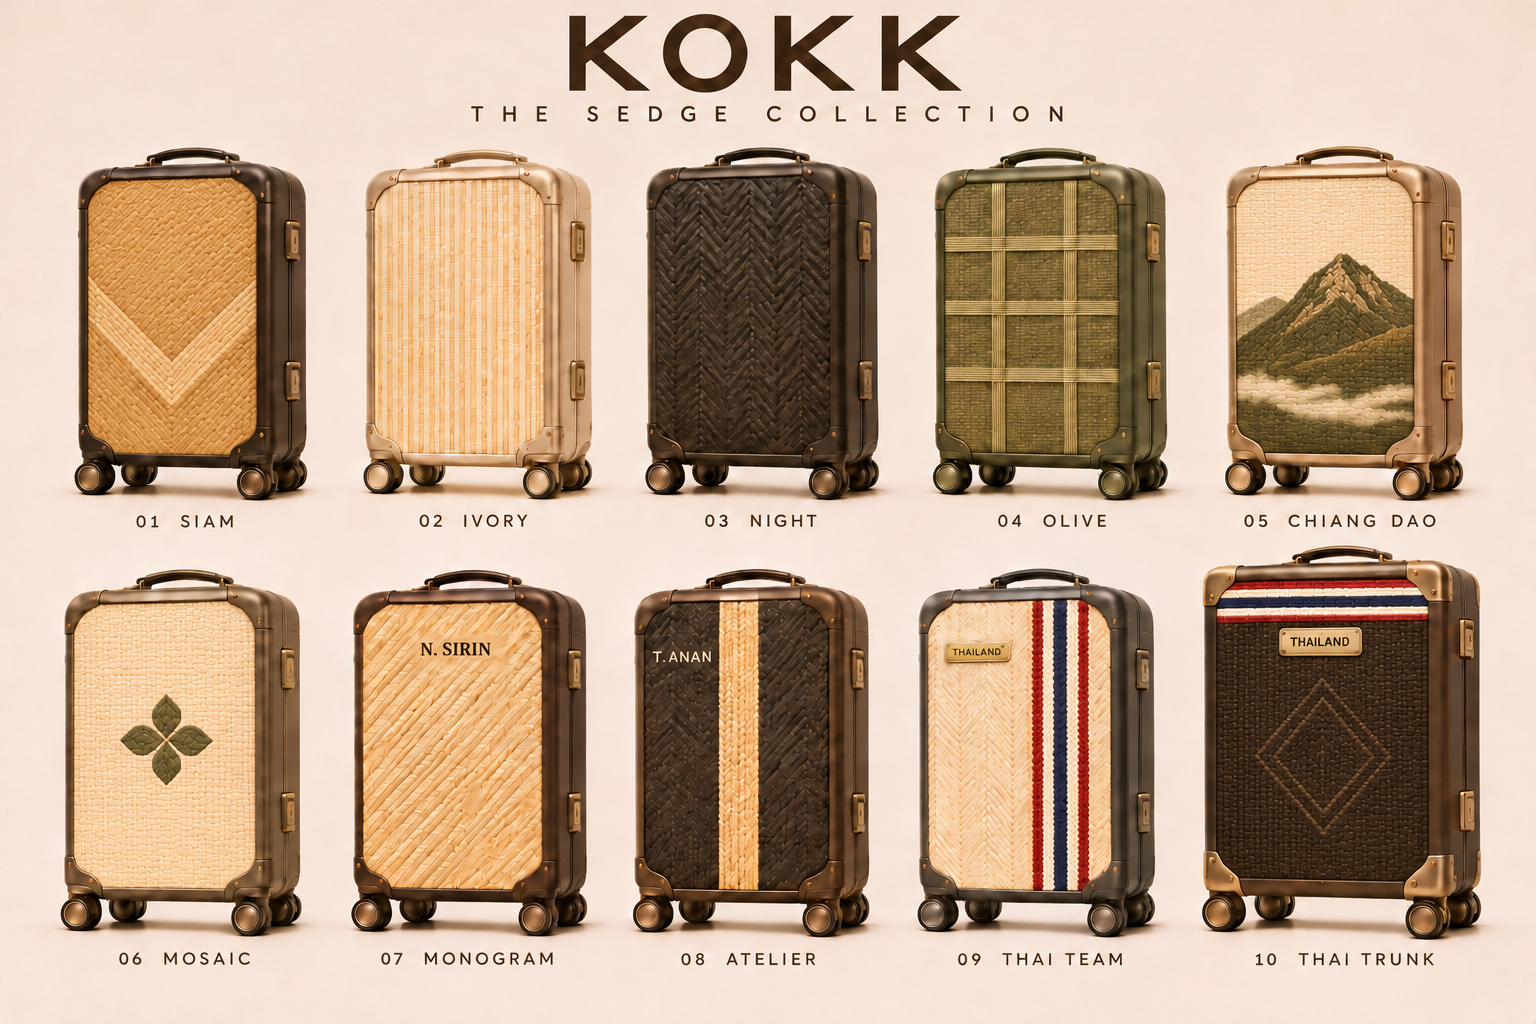 KOKK
THE SEDGE COLLECTION
01 SIAM
02 IVORY
03 NIGHT
04 OLIVE
05 CHIANG DAO
N. SIRIN
T. ANAN
THAILAND
THAILAND
06 MOSAIC
07 MONOGRAM
08 ATELIER
09 THAI TEAM
10 THAI TRUNK